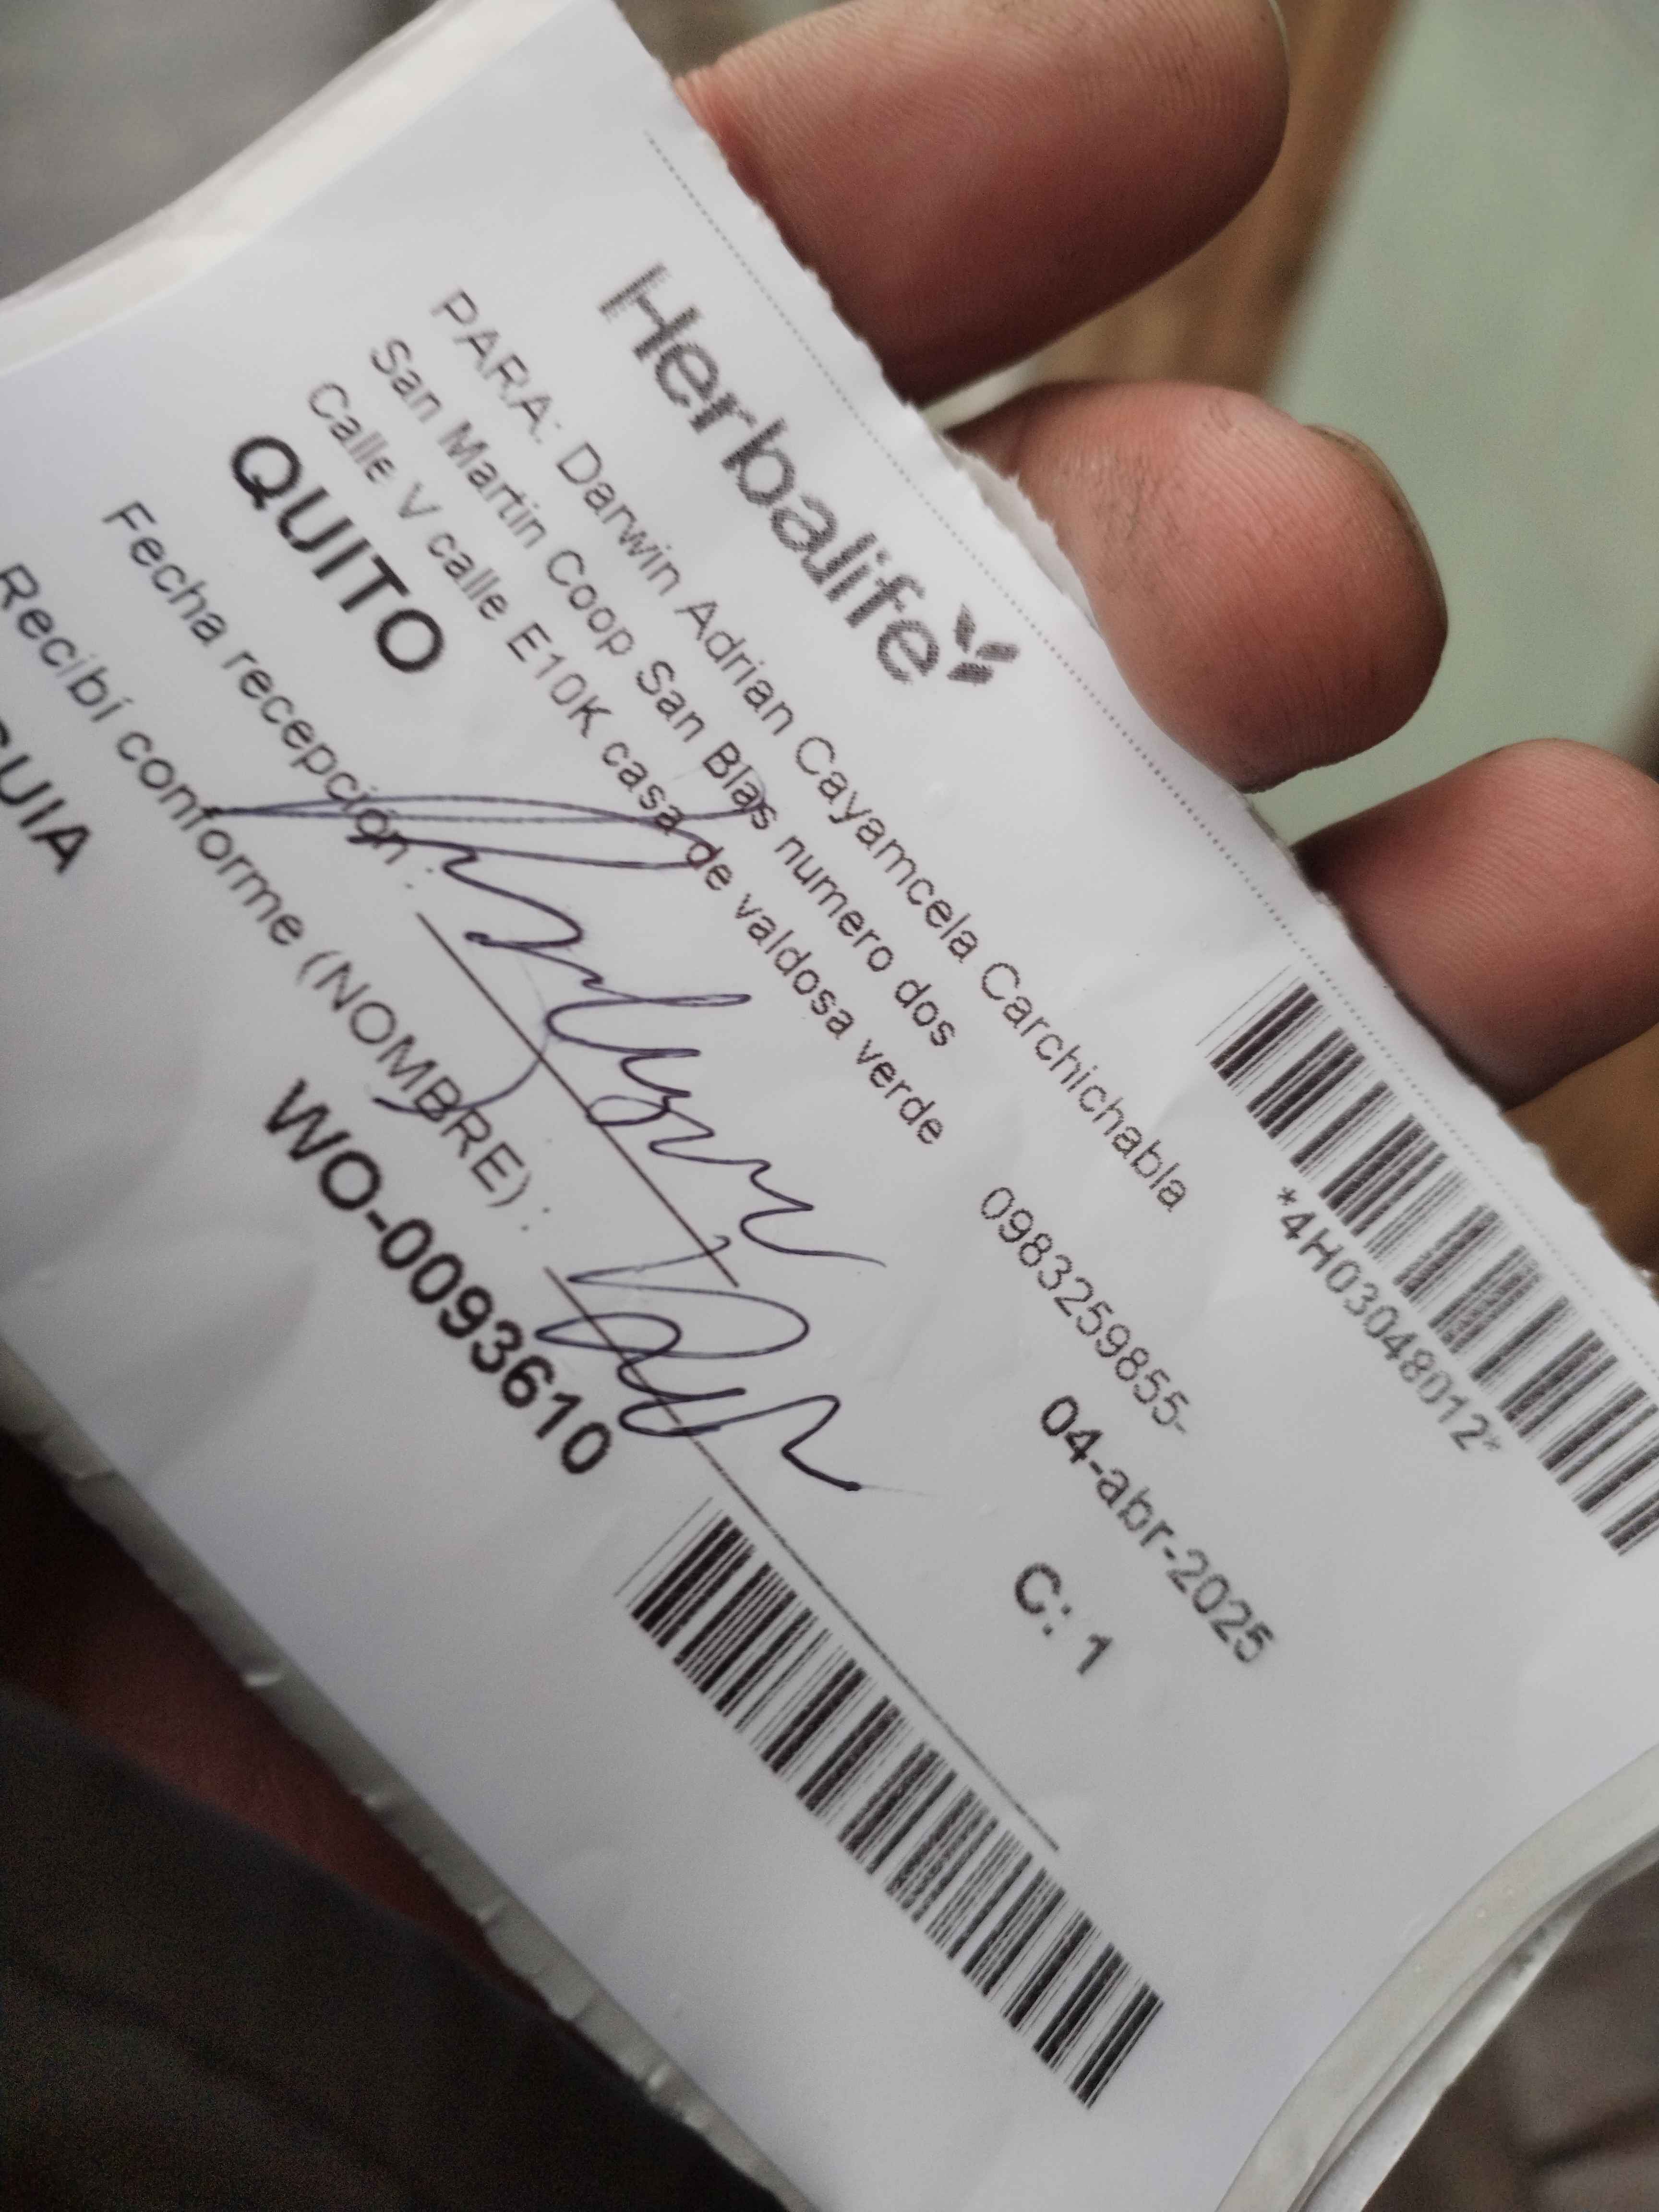 Herbalife
*4H03048012*
PARA: Darwin Adrian Cayamcela Carchichabla
San Martin Coop San Blas numero dos
0983259855-
04-abr-2025
Calle V calle E10K casa de valdosa verde
QUITO
C: 1
Fecha recepción :
Recibí conforme (NOMBRE) :
GUIA
WO-0093610